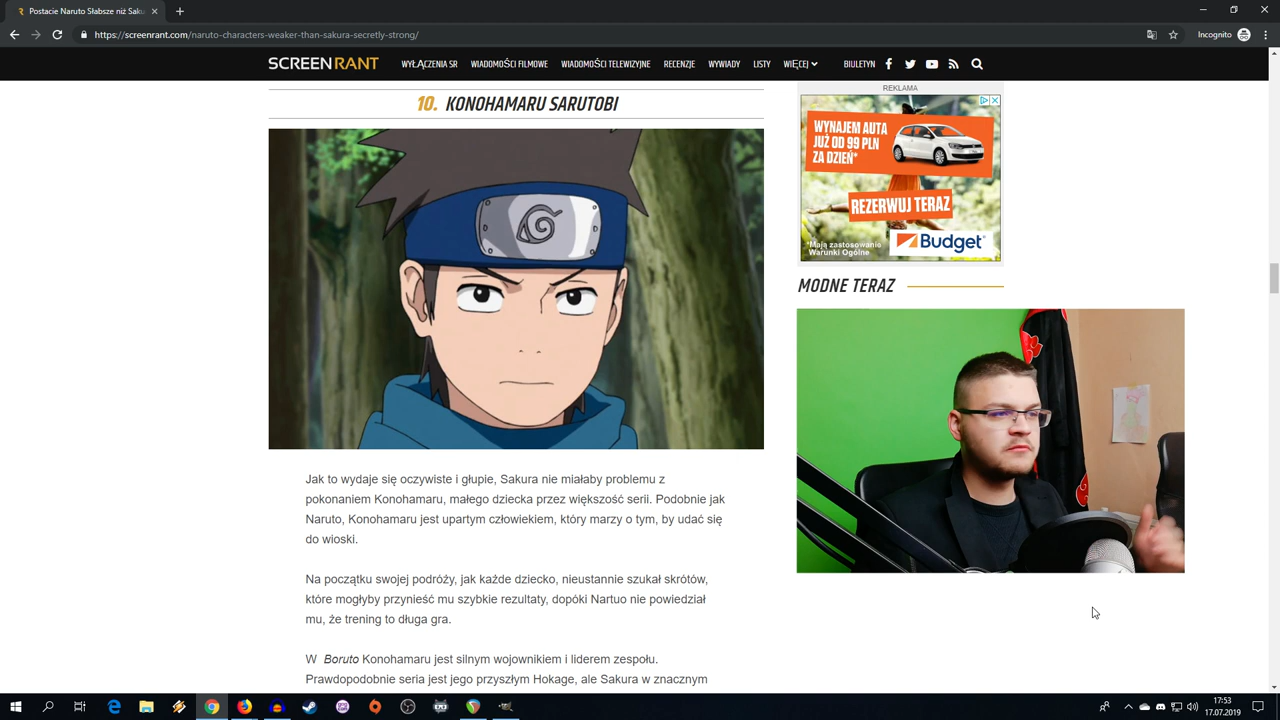 Postacie Naruto Słabsze niż Saku
https://screenrant.com/naruto-characters-weaker-than-sakura-secretly-strong/
Incognito
SCREENRANT
WYŁĄCZENIA SR
WIADOMOŚCI FILMOWE
WIADOMOŚCI TELEWIZYJNE
RECENZJE
WYWIADY
LISTY
WIĘCEJ
BIULETYN
10. KONOHAMARU SARUTOBI
REKLAMA
WYNAJEM AUTA
JUŻ OD 99 PLN
ZA DZIEŃ*
REZERWUJ TERAZ
*Mają zastosowanie
Warunki Ogólne
Budget
MODNE TERAZ
Jak to wydaje się oczywiste i głupie, Sakura nie miałaby problemu z
pokonaniem Konohamaru, małego dziecka przez większość serii. Podobnie jak
Naruto, Konohamaru jest upartym człowiekiem, który marzy o tym, by udać się
do wioski.
Na początku swojej podróży, jak każde dziecko, nieustannie szukał skrótów,
które mogłyby przynieść mu szybkie rezultaty, dopóki Nartuo nie powiedział
mu, że trening to długa gra.
W Boruto Konohamaru jest silnym wojownikiem i liderem zespołu.
Prawdopodobnie seria jest jego przyszłym Hokage, ale Sakura w znacznym
17:53
17.07.2019